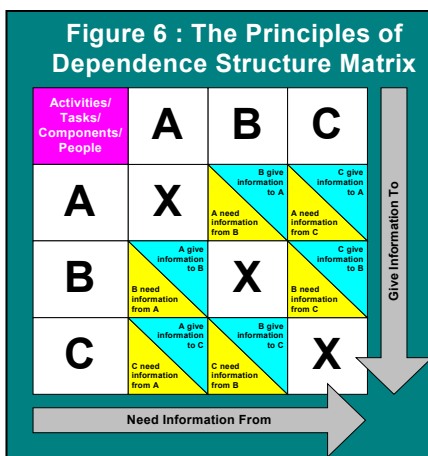 Figure 6 : The Principles of
Dependence Structure Matrix
Activities/
Tasks/
Components/
People
A
B
C
A
X
B give
information
to A
A need
information
from B
C give
information
to A
A need
information
from C
B
A give
information
to B
B need
information
from A
X
C give
information
to B
B need
information
from C
C
A give
information
to C
C need
information
from A
B give
information
to C
C need
information
from B
X
Give Information To
Need Information From